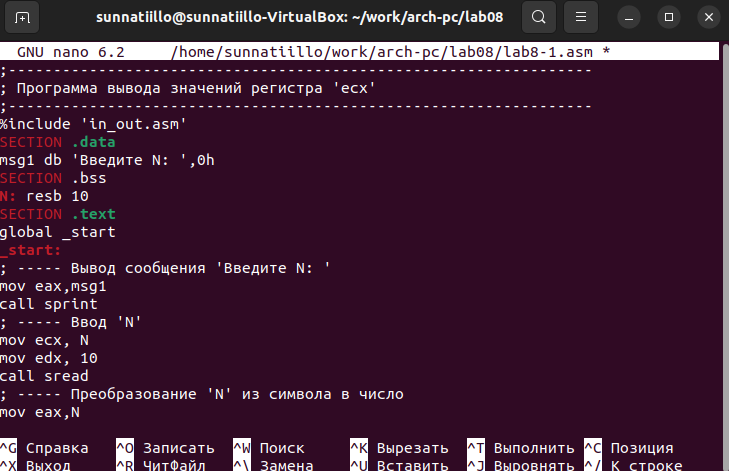 sunnatiillo@sunnatiillo-VirtualBox: ~/work/arch-pc/lab08
GNU nano 6.2 /home/sunnatiillo/work/arch-pc/lab08/lab8-1.asm *
;-----------------------------------------------------------------
; Программа вывода значений регистра 'ecx'
;-----------------------------------------------------------------
%include 'in_out.asm'
SECTION .data
msg1 db 'Введите N: ',0h
SECTION .bss
N: resb 10
SECTION .text
global _start
_start:
; ----- Вывод сообщения 'Введите N: '
mov eax,msg1
call sprint
; ----- Ввод 'N'
mov ecx, N
mov edx, 10
call sread
; ----- Преобразование 'N' из символа в число
mov eax,N
^G Справка ^O Записать ^W Поиск ^K Вырезать ^T Выполнить ^C Позиция
^X Выход ^R ЧитФайл ^\ Замена ^U Вставить ^J Выровнять ^/ К строке